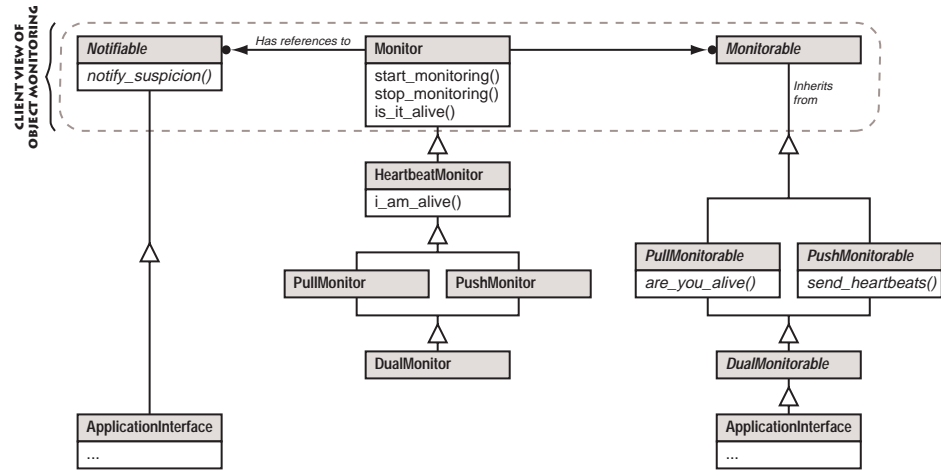 CLIENT VIEW OF
OBJECT MONITORING
Notifiable
notify_suspicion()
Has references to
Monitor
start_monitoring()
stop_monitoring()
is_it_alive()
Monitorable
Inherits
from
HeartbeatMonitor
i_am_alive()
PullMonitor
PushMonitor
DualMonitor
PullMonitorable
are_you_alive()
PushMonitorable
send_heartbeats()
DualMonitorable
ApplicationInterface
...
ApplicationInterface
...